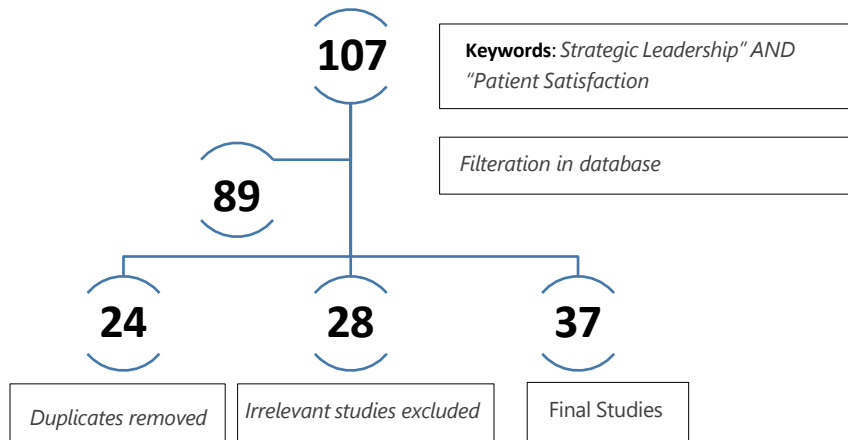 107
Keywords: Strategic Leadership” AND
“Patient Satisfaction
89
Filteration in database
24
28
37
Duplicates removed
Irrelevant studies excluded
Final Studies